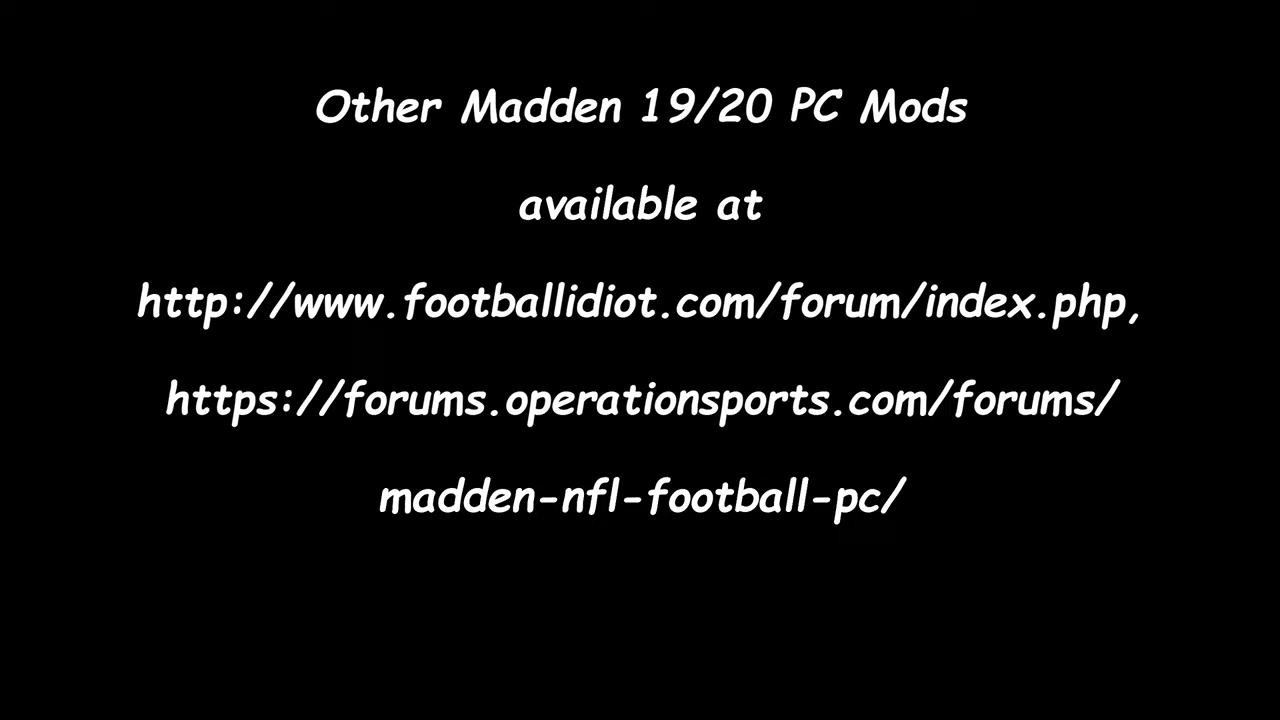 Other Madden 19/20 PC Mods
available at
http://www.footballidiot.com/forum/index.php,
https://forums.operationsports.com/forums/
madden-nfl-football-pc/